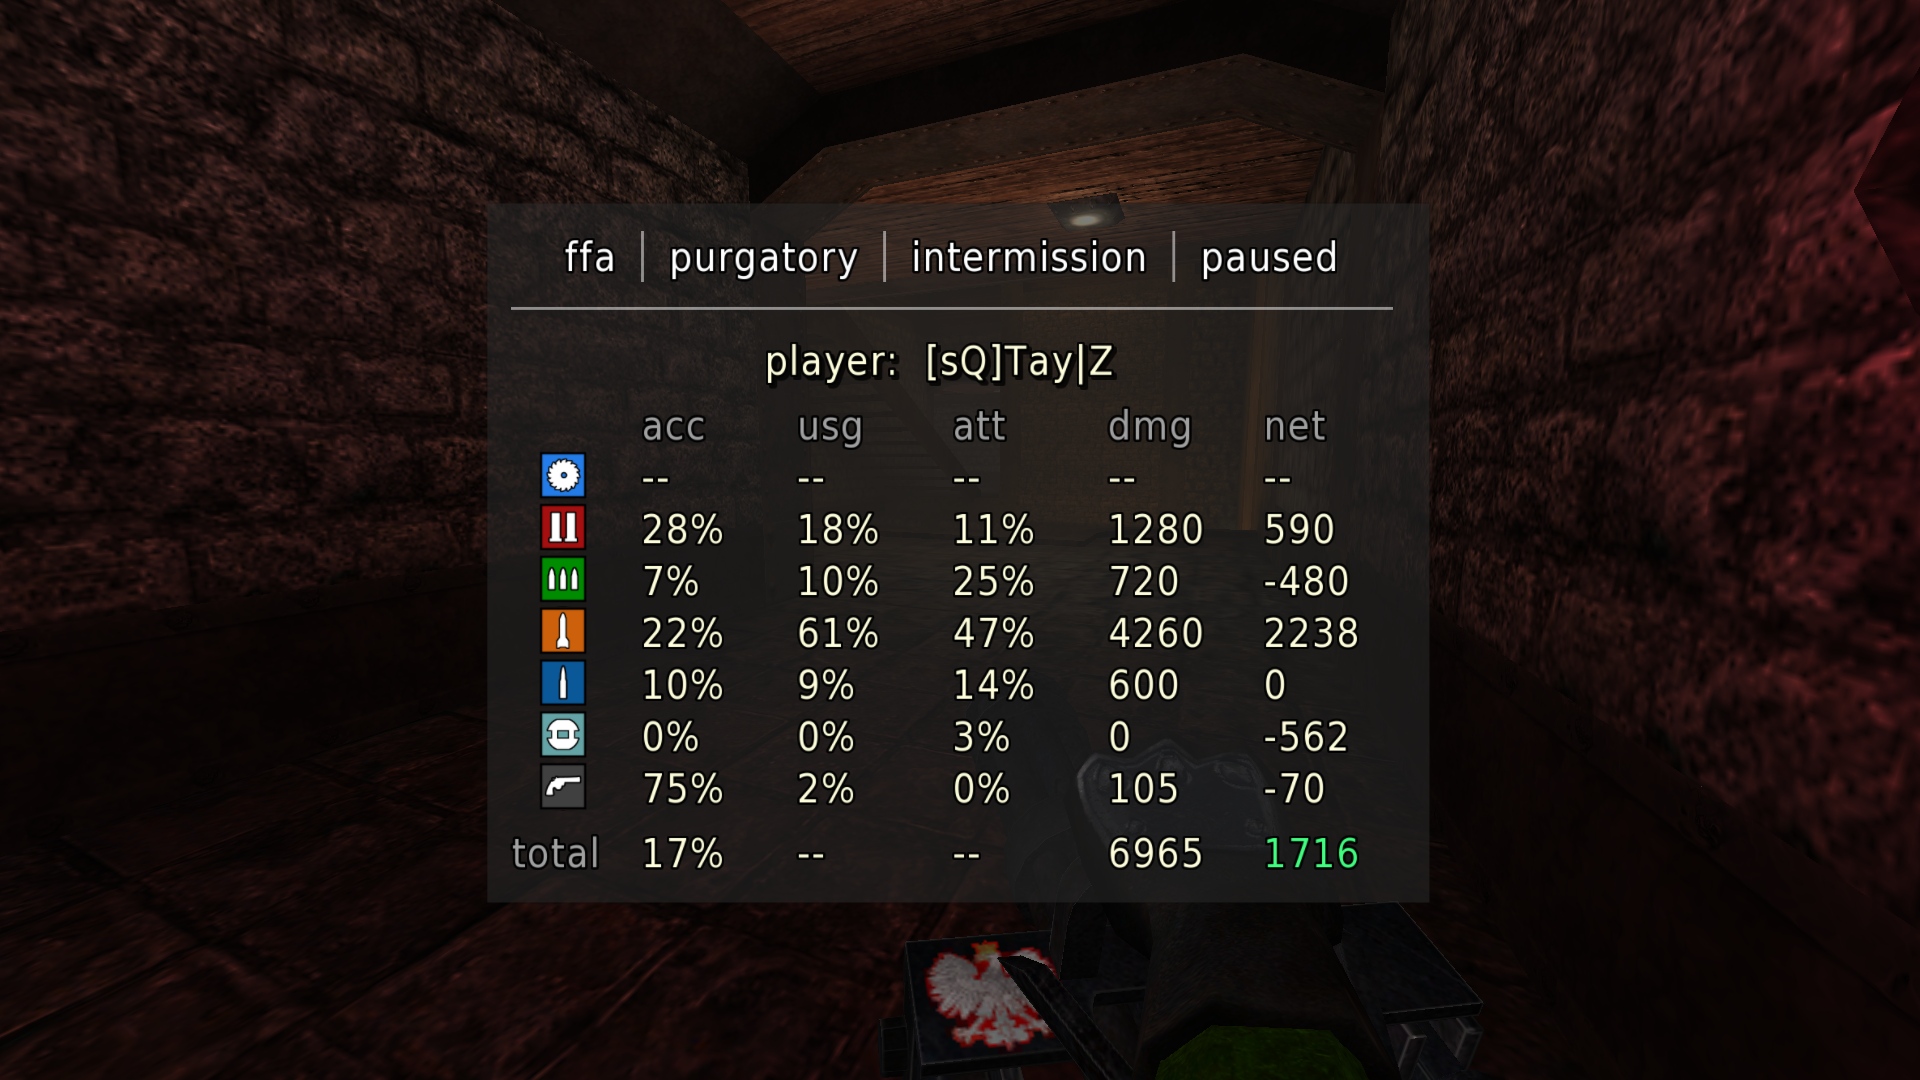 ffa | purgatory | intermission | paused
player: [sQ]Tay|Z
acc usg att dmg net
-- -- -- -- --
28% 18% 11% 1280 590
7% 10% 25% 720 -480
22% 61% 47% 4260 2238
10% 9% 14% 600 0
0% 0% 3% 0 -562
75% 2% 0% 105 -70
total 17% -- -- 6965 1716